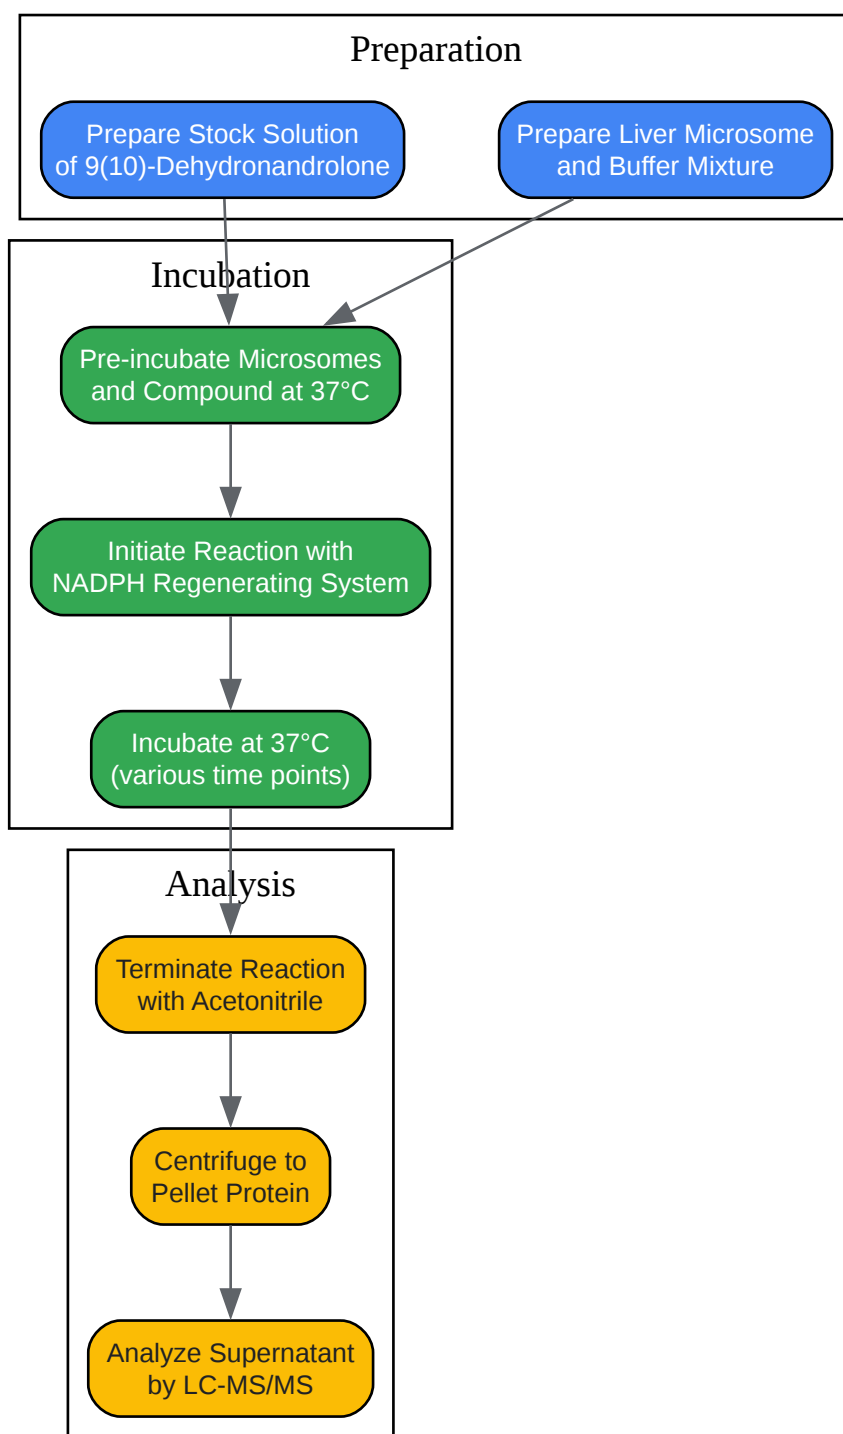 Preparation
Prepare Stock Solution
of 9(10)-Dehydronandrolone
Prepare Liver Microsome
and Buffer Mixture
Incubation
Pre-incubate Microsomes
and Compound at 37°C
Initiate Reaction with
NADPH Regenerating System
Incubate at 37°C
(various time points)
Analysis
Terminate Reaction
with Acetonitrile
Centrifuge to
Pellet Protein
Analyze Supernatant
by LC-MS/MS